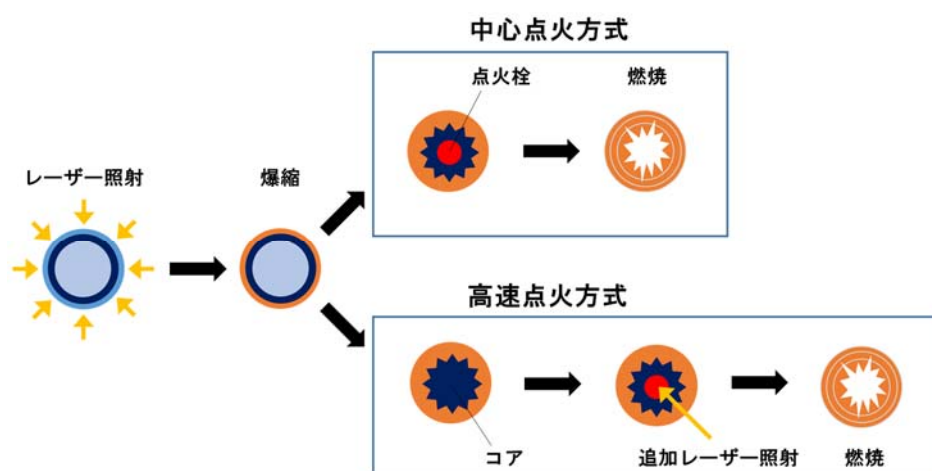 中心点火方式
点火栓
燃焼
レーザー照射
爆縮
高速点火方式
コア
追加レーザー照射
燃焼